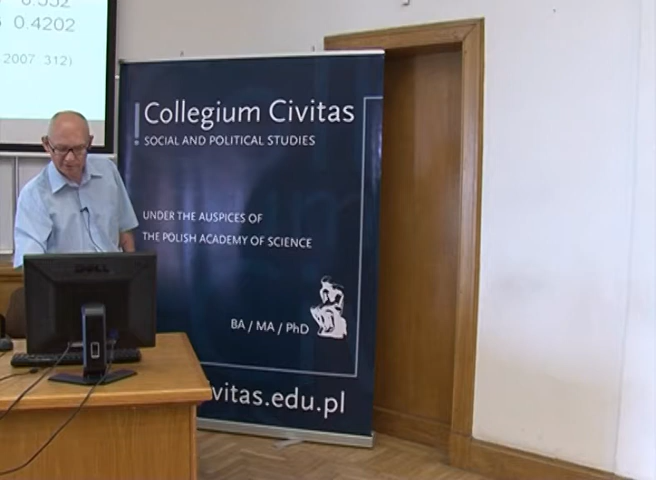 0.4202
2007 312)
Collegium Civitas
SOCIAL AND POLITICAL STUDIES
UNDER THE AUSPICES OF
THE POLISH ACADEMY OF SCIENCE
BA / MA / PhD
DELL
vitas.edu.pl